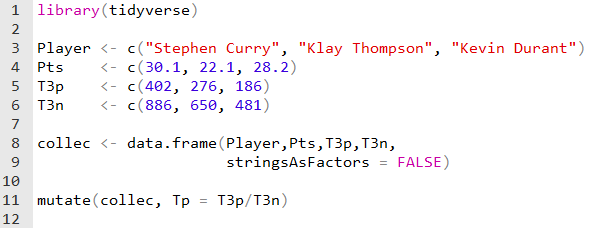 1 library(tidyverse)
2
3 Player <- c("Stephen Curry", "Klay Thompson", "Kevin Durant")
4 Pts    <- c(30.1, 22.1, 28.2)
5 T3p    <- c(402, 276, 186)
6 T3n    <- c(886, 650, 481)
7
8 collec <- data.frame(Player,Pts,T3p,T3n,
9                      stringsAsFactors = FALSE)
10
11 mutate(collec, Tp = T3p/T3n)
12